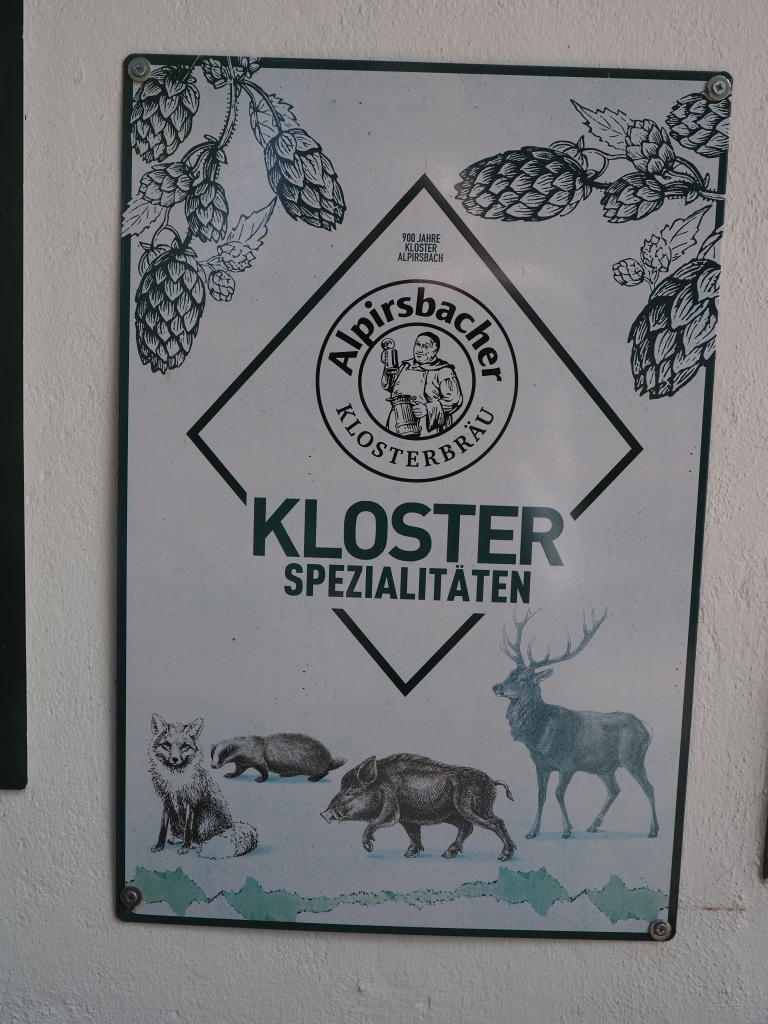 900 JAHRE
KLOSTER
ALPIRSBACH
Alpirsbacher
KLOSTERBRÄU
KLOSTER
SPEZIALITÄTEN